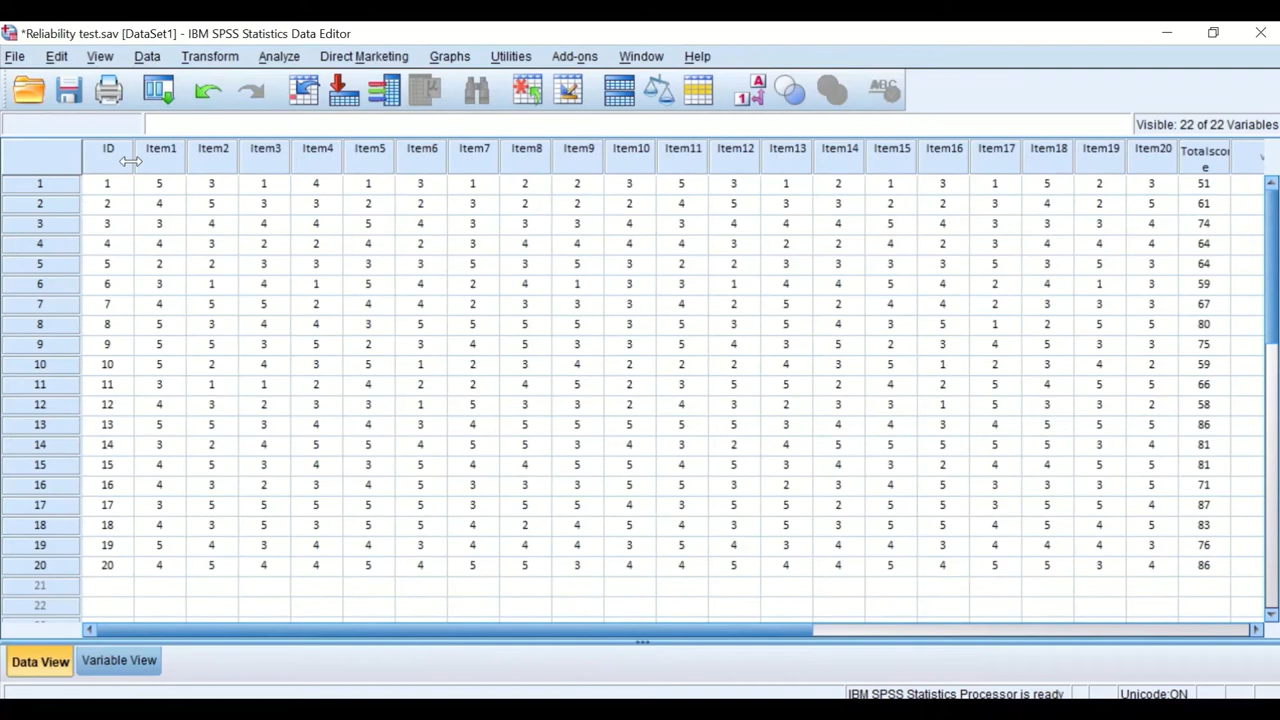 *Reliability test.sav [DataSet1] - IBM SPSS Statistics Data Editor
File Edit View Data Transform Analyze Direct Marketing Graphs Utilities Add-ons Window Help
Visible: 22 of 22 Variables
ID Item1 Item2 Item3 Item4 Item5 Item6 Item7 Item8 Item9 Item10 Item11 Item12 Item13 Item14 Item15 Item16 Item17 Item18 Item19 Item20 Totalscore
1 1 5 3 1 4 1 3 1 2 2 3 5 3 1 2 1 3 1 5 2 3 51
2 2 4 5 3 3 2 2 3 2 2 2 4 5 3 3 2 2 3 4 2 5 61
3 3 3 4 4 4 5 4 3 3 3 4 3 4 4 4 5 4 3 3 3 4 74
4 4 4 3 2 2 4 2 3 4 4 4 4 3 2 2 4 2 3 4 4 4 64
5 5 2 2 3 3 3 3 5 3 5 3 2 2 3 3 3 3 5 3 5 3 64
6 6 3 1 4 1 5 4 2 4 1 3 3 1 4 4 5 4 2 4 1 3 59
7 7 4 5 5 2 4 4 2 3 3 3 4 2 5 2 4 4 2 3 3 3 67
8 8 5 3 4 4 3 5 5 5 5 3 5 3 5 4 3 5 1 2 5 5 80
9 9 5 5 3 5 2 3 4 5 3 3 5 4 3 5 2 3 4 5 3 3 75
10 10 5 2 4 3 5 1 2 3 4 2 2 2 4 3 5 1 2 3 4 2 59
11 11 3 1 1 2 4 2 2 4 5 2 3 5 5 2 4 2 5 4 5 5 66
12 12 4 3 2 3 3 1 5 3 3 2 4 3 2 3 3 1 5 3 3 2 58
13 13 5 5 3 4 4 3 4 5 5 5 5 5 3 4 4 3 4 5 5 5 86
14 14 3 2 4 5 5 4 5 5 3 4 3 2 4 5 5 5 5 5 3 4 81
15 15 4 5 3 4 3 5 4 4 5 5 4 5 3 4 3 2 4 4 5 5 81
16 16 4 3 2 3 4 5 3 3 3 5 5 3 2 3 4 5 3 3 3 5 71
17 17 3 5 5 5 5 5 3 5 5 4 3 5 5 2 5 5 3 5 5 4 87
18 18 4 3 5 3 5 5 4 2 4 5 4 3 5 3 5 5 4 5 4 5 83
19 19 5 4 3 4 4 3 4 4 4 3 5 4 3 4 4 3 4 4 4 3 76
20 20 4 5 4 4 5 4 5 5 3 4 4 5 4 4 5 4 5 5 3 4 86
21
22
Data View Variable View
IBM SPSS Statistics Processor is ready Unicode:ON